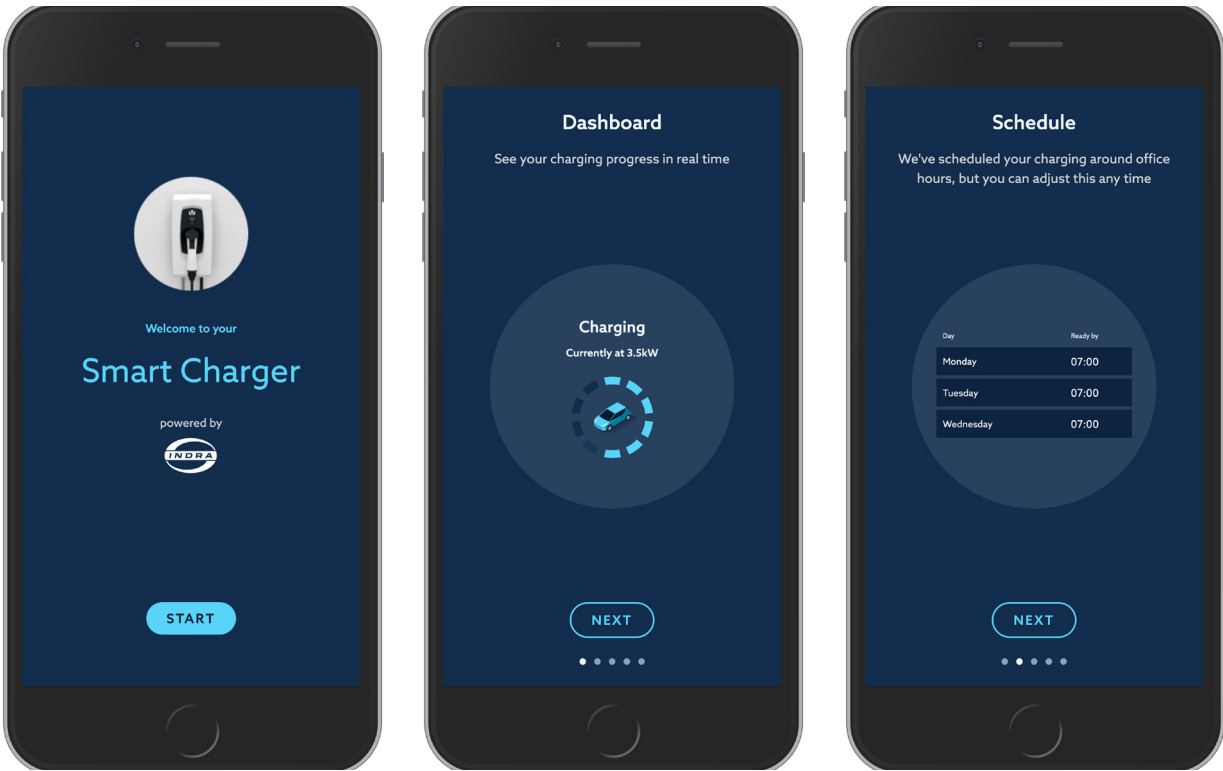 Welcome to your
Smart Charger
powered by
INDRA
START
Dashboard
See your charging progress in real time
Charging
Currently at 3.5kW
NEXT
Schedule
We've scheduled your charging around office
hours, but you can adjust this any time
Day Ready by
Monday 07:00
Tuesday 07:00
Wednesday 07:00
NEXT